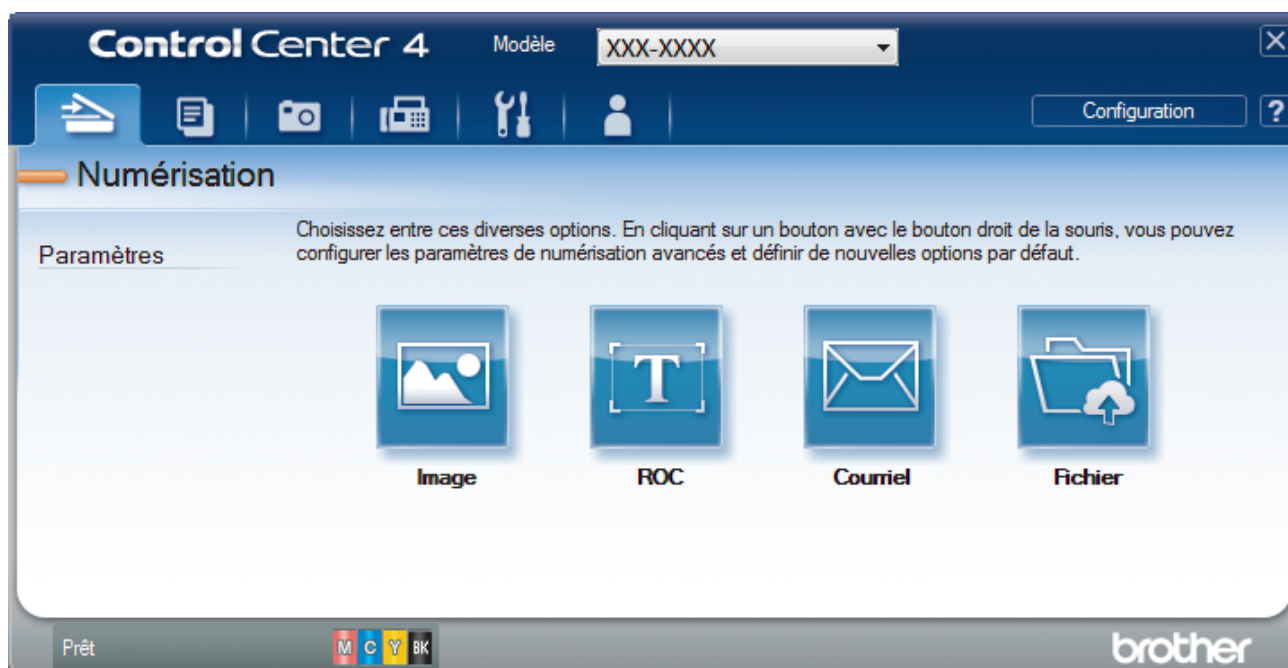 Control Center 4 Modèle XXX-XXXX
Configuration ?
Numérisation
Paramètres
Choisissez entre ces diverses options. En cliquant sur un bouton avec le bouton droit de la souris, vous pouvez
configurer les paramètres de numérisation avancés et définir de nouvelles options par défaut.
T
Image ROC Courriel Fichier
Prêt M C Y BK brother